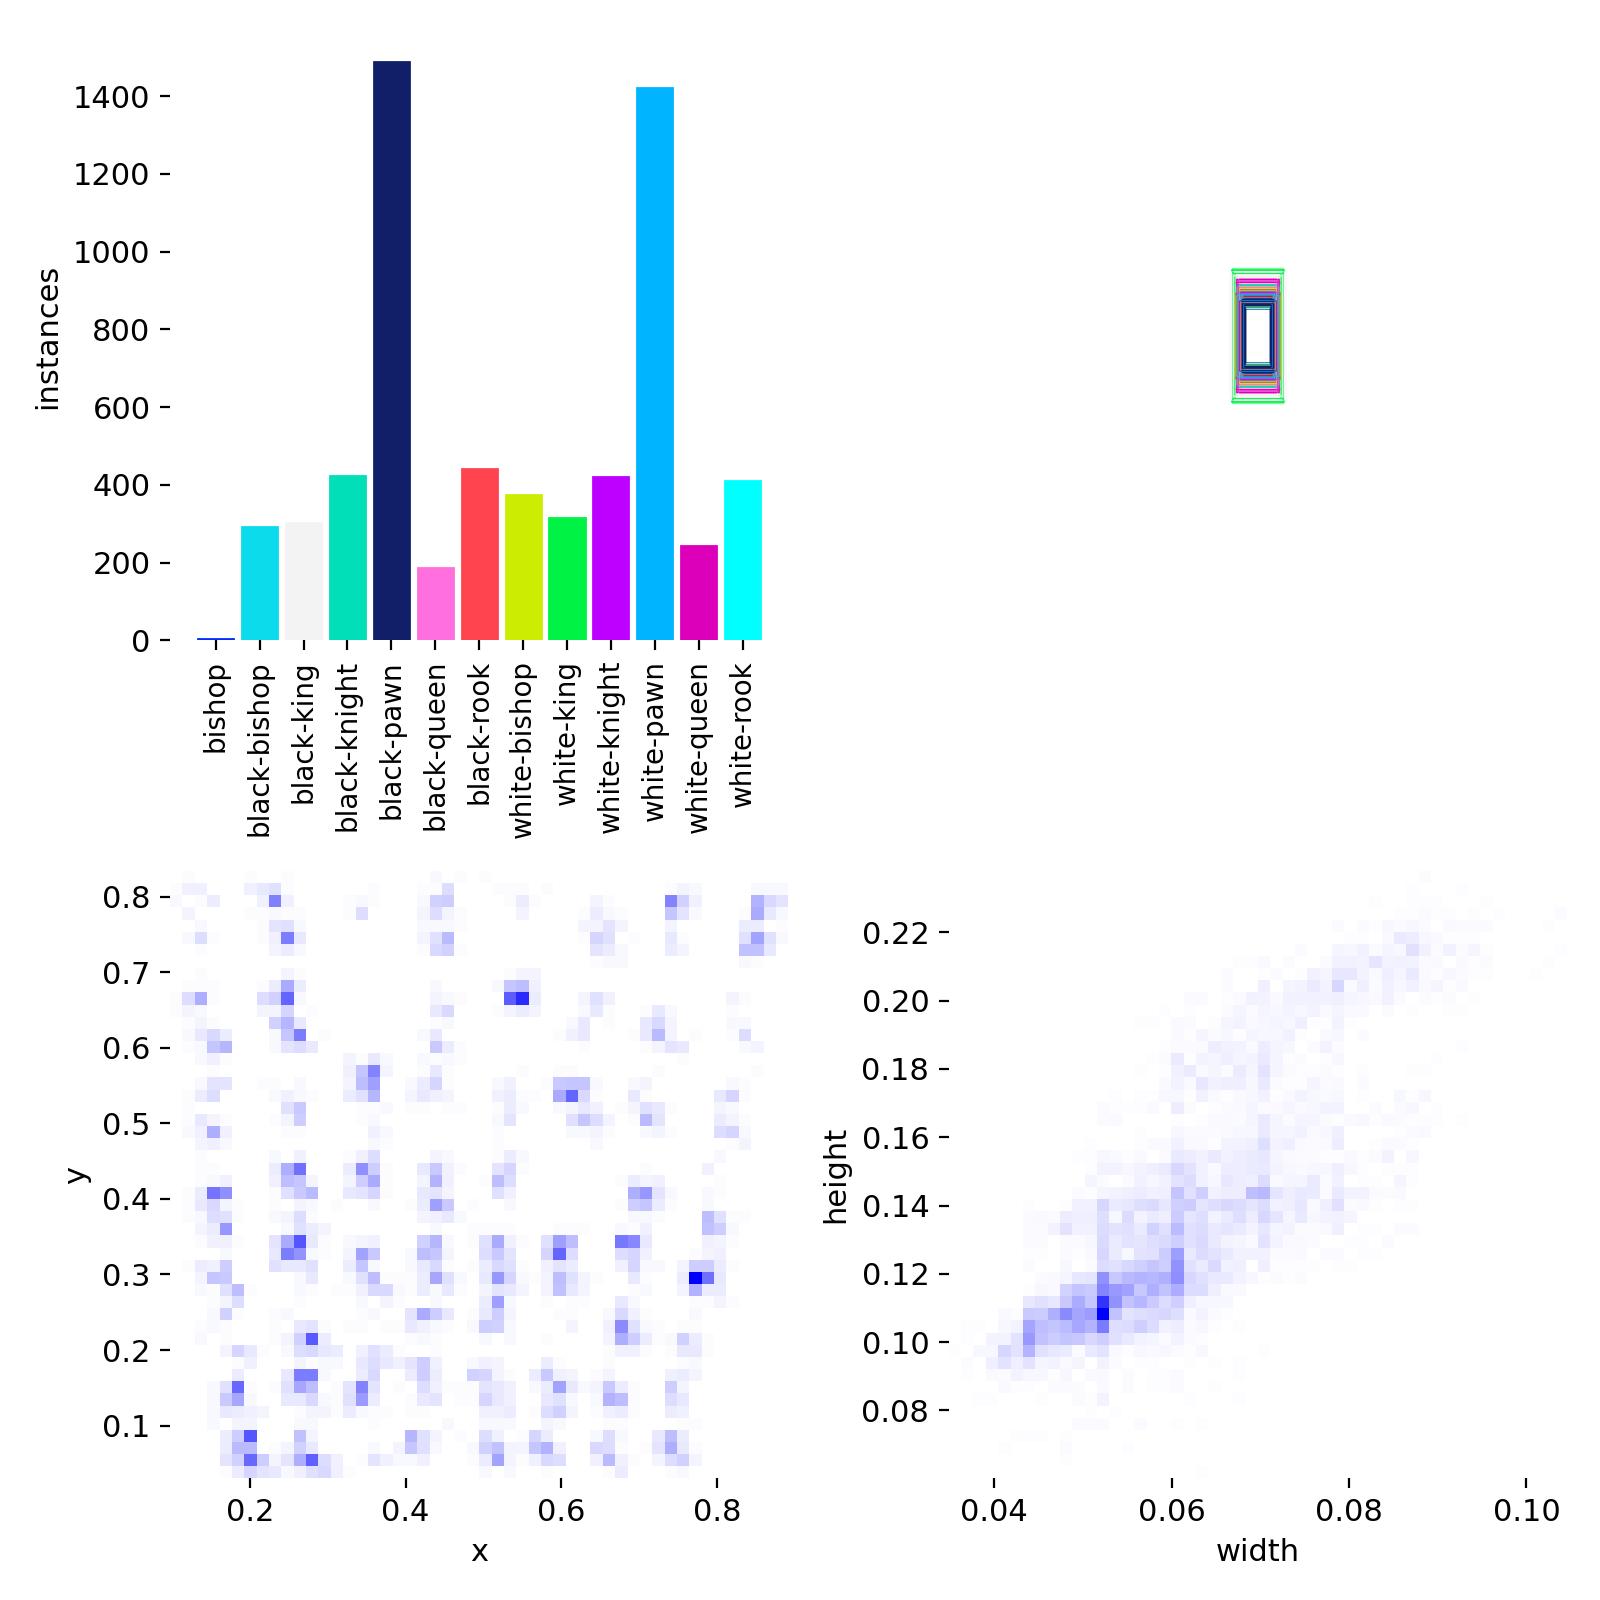 1400
1200
1000
800
600
400
200
0
instances
bishop
black-bishop
black-king
black-knight
black-pawn
black-queen
black-rook
white-bishop
white-king
white-knight
white-pawn
white-queen
white-rook
0.8
0.7
0.6
0.5
0.4
0.3
0.2
0.1
y
0.2 0.4 0.6 0.8
x
0.22
0.20
0.18
0.16
0.14
0.12
0.10
0.08
height
0.04 0.06 0.08 0.10
width